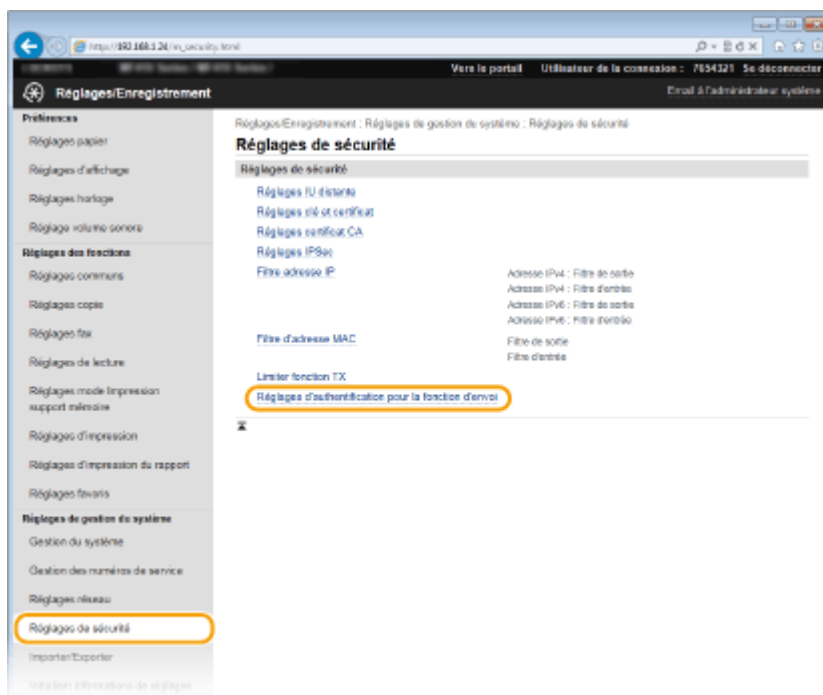 http://192.168.1.24/m_security.html
Vers le portail Utilisateur de la connexion : 7654321 Se déconnecter
Réglages/Enregistrement
Email à l'administrateur système
Préférences
Réglages papier
Réglages d'affichage
Réglages horloge
Réglage volume sonore
Réglages des fonctions
Réglages communs
Réglages copie
Réglages fax
Réglages de lecture
Réglages mode Impression
support mémoire
Réglages d'impression
Réglages d'impression du rapport
Réglages favoris
Réglages de gestion du système
Gestion du système
Gestion des numéros de service
Réglages réseau
Réglages de sécurité
Importer/Exporter
Initialiser informations de réglages
Réglages/Enregistrement : Réglages de gestion de système : Réglages de sécurité
Réglages de sécurité
Réglages de sécurité
Réglages IU distante
Réglages clé et certificat
Réglages certificat CA
Réglages IPSec
Filtre adresse IP
Adresse IPv4 : Filtre de sortie
Adresse IPv4 : Filtre d'entrée
Adresse IPv6 : Filtre de sortie
Adresse IPv6 : Filtre d'entrée
Filtre d'adresse MAC
Filtre de sortie
Filtre d'entrée
Limiter fonction TX
Réglages d'authentification pour la fonction d'envoi